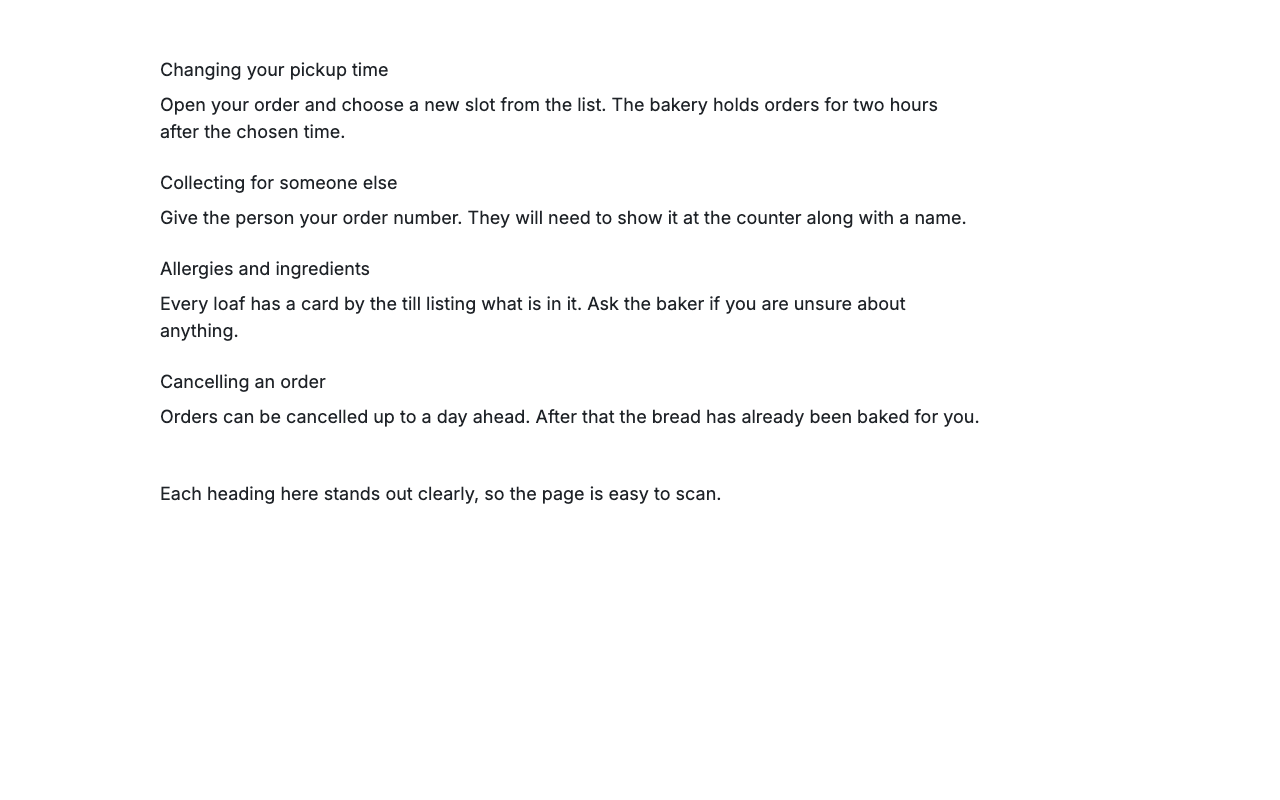 Changing your pickup time
Open your order and choose a new slot from the list. The bakery holds orders for two hours
after the chosen time.
Collecting for someone else
Give the person your order number. They will need to show it at the counter along with a name.
Allergies and ingredients
Every loaf has a card by the till listing what is in it. Ask the baker if you are unsure about
anything.
Cancelling an order
Orders can be cancelled up to a day ahead. After that the bread has already been baked for you.
Each heading here stands out clearly, so the page is easy to scan.